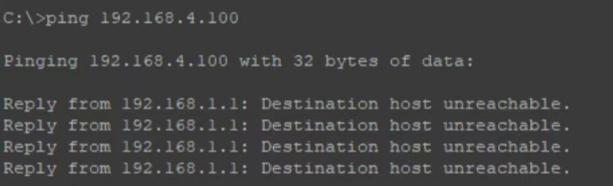 C:\>ping 192.168.4.100
Pinging 192.168.4.100 with 32 bytes of data:
Reply from 192.168.1.1: Destination host unreachable.
Reply from 192.168.1.1: Destination host unreachable.
Reply from 192.168.1.1: Destination host unreachable.
Reply from 192.168.1.1: Destination host unreachable.